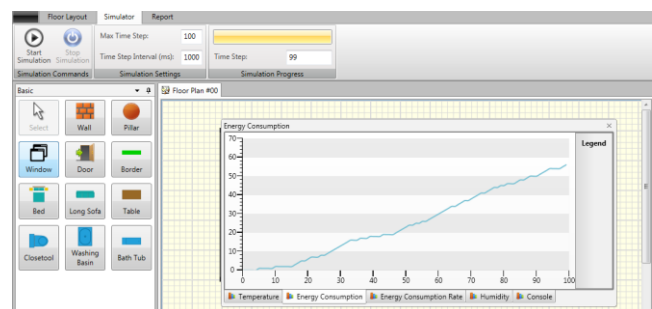 Floor Layout Simulator Report
Max Time Step: 100
Start Simulation
Stop Simulation
Time Step Interval (ms): 1000
Time Step: 99
Simulation Commands Simulation Settings Simulation Progress
Basic
Floor Plan #00
Select Wall Pillar
Window Door Border
Bed Long Sofa Table
Closetool Washing Basin Bath Tub
Energy Consumption
Legend
70
60
50
40
30
20
10
0
0 10 20 30 40 50 60 70 80 90 100
Temperature Energy Consumption Energy Consumption Rate Humidity Console